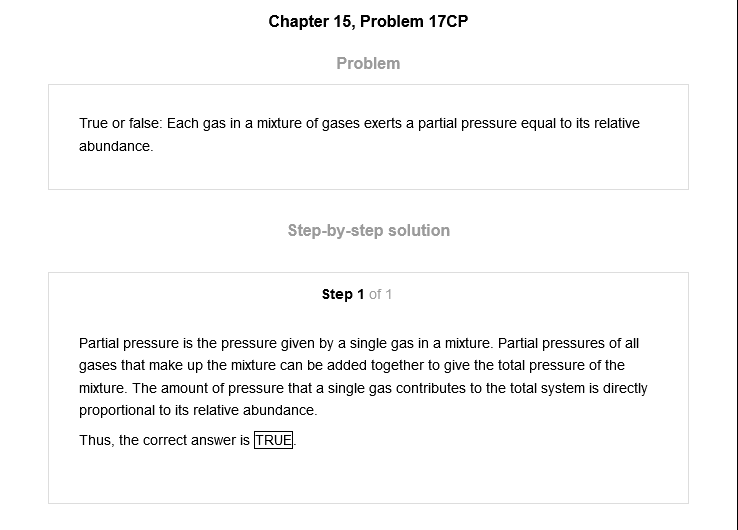 Chapter 15, Problem 17CP
Problem
True or false: Each gas in a mixture of gases exerts a partial pressure equal to its relative
abundance.
Step-by-step solution
Step 1 of 1
Partial pressure is the pressure given by a single gas in a mixture. Partial pressures of all
gases that make up the mixture can be added together to give the total pressure of the
mixture. The amount of pressure that a single gas contributes to the total system is directly
proportional to its relative abundance.
Thus, the correct answer is TRUE.